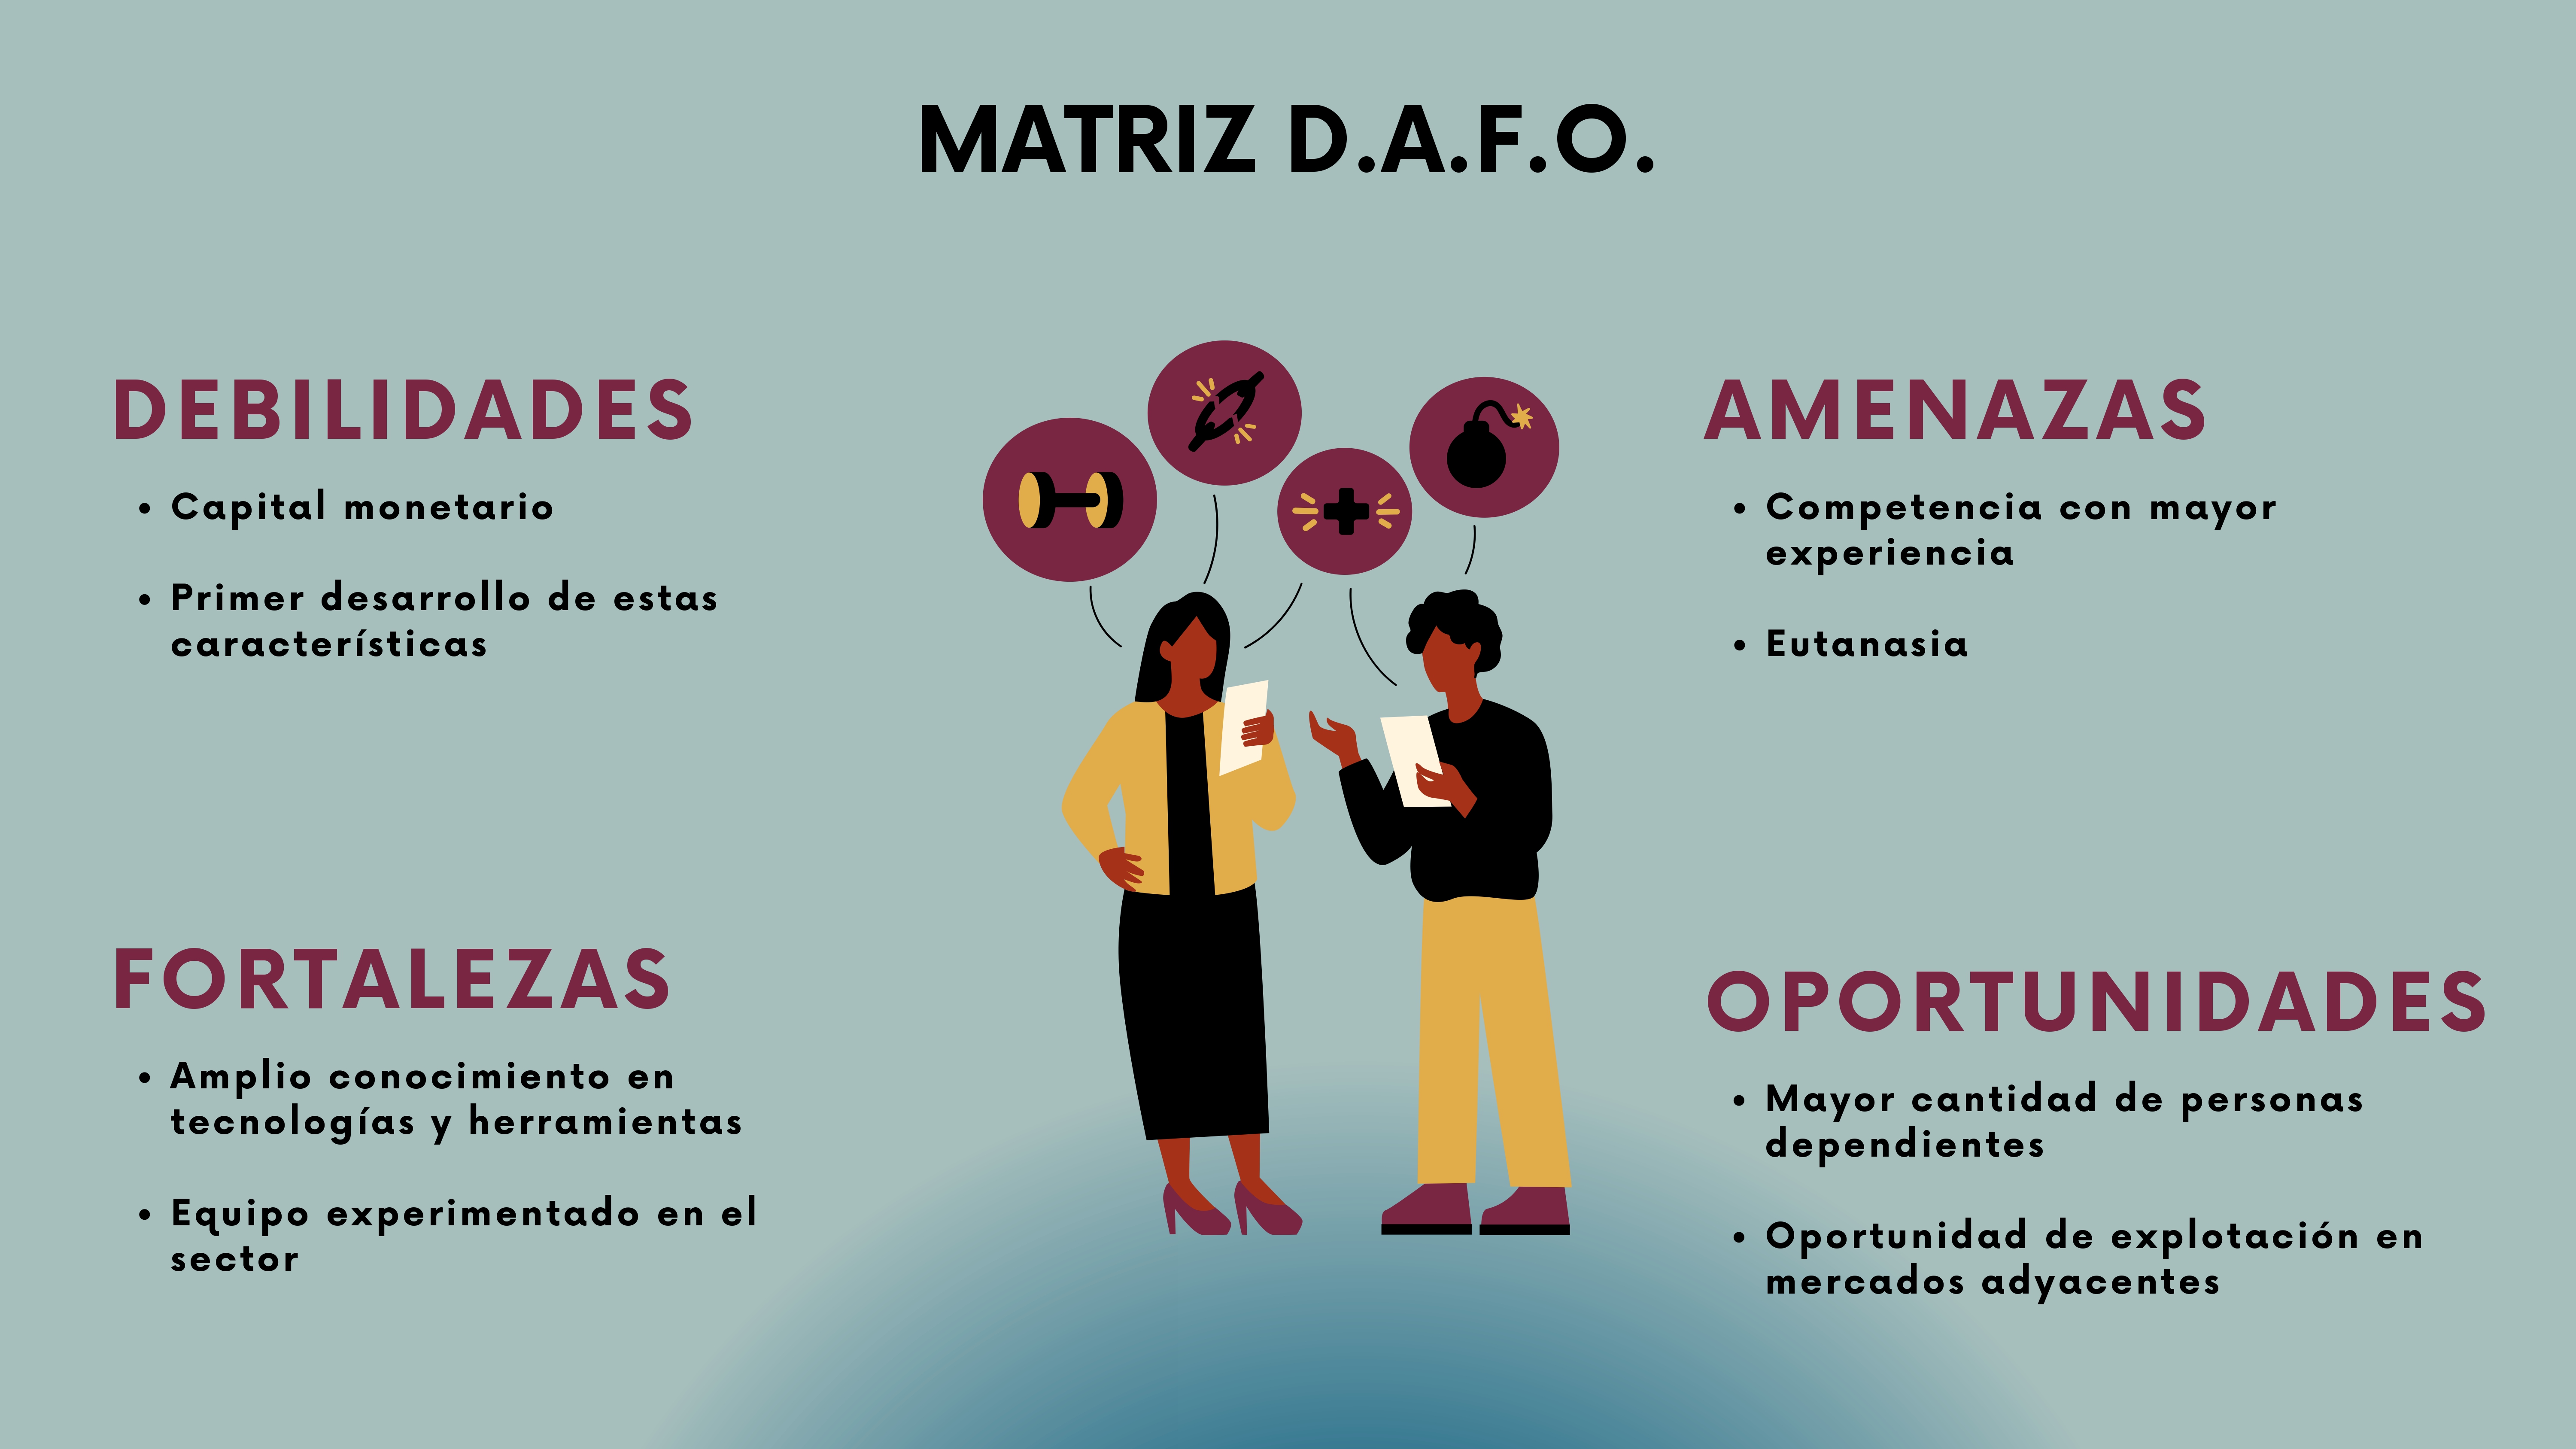 MATRIZ D.A.F.O.
DEBILIDADES
• Capital monetario
• Primer desarrollo de estas
características
AMENAZAS
• Competencia con mayor
experiencia
• Eutanasia
FORTALEZAS
• Amplio conocimiento en
tecnologías y herramientas
• Equipo experimentado en el
sector
OPORTUNIDADES
• Mayor cantidad de personas
dependientes
• Oportunidad de explotación en
mercados adyacentes